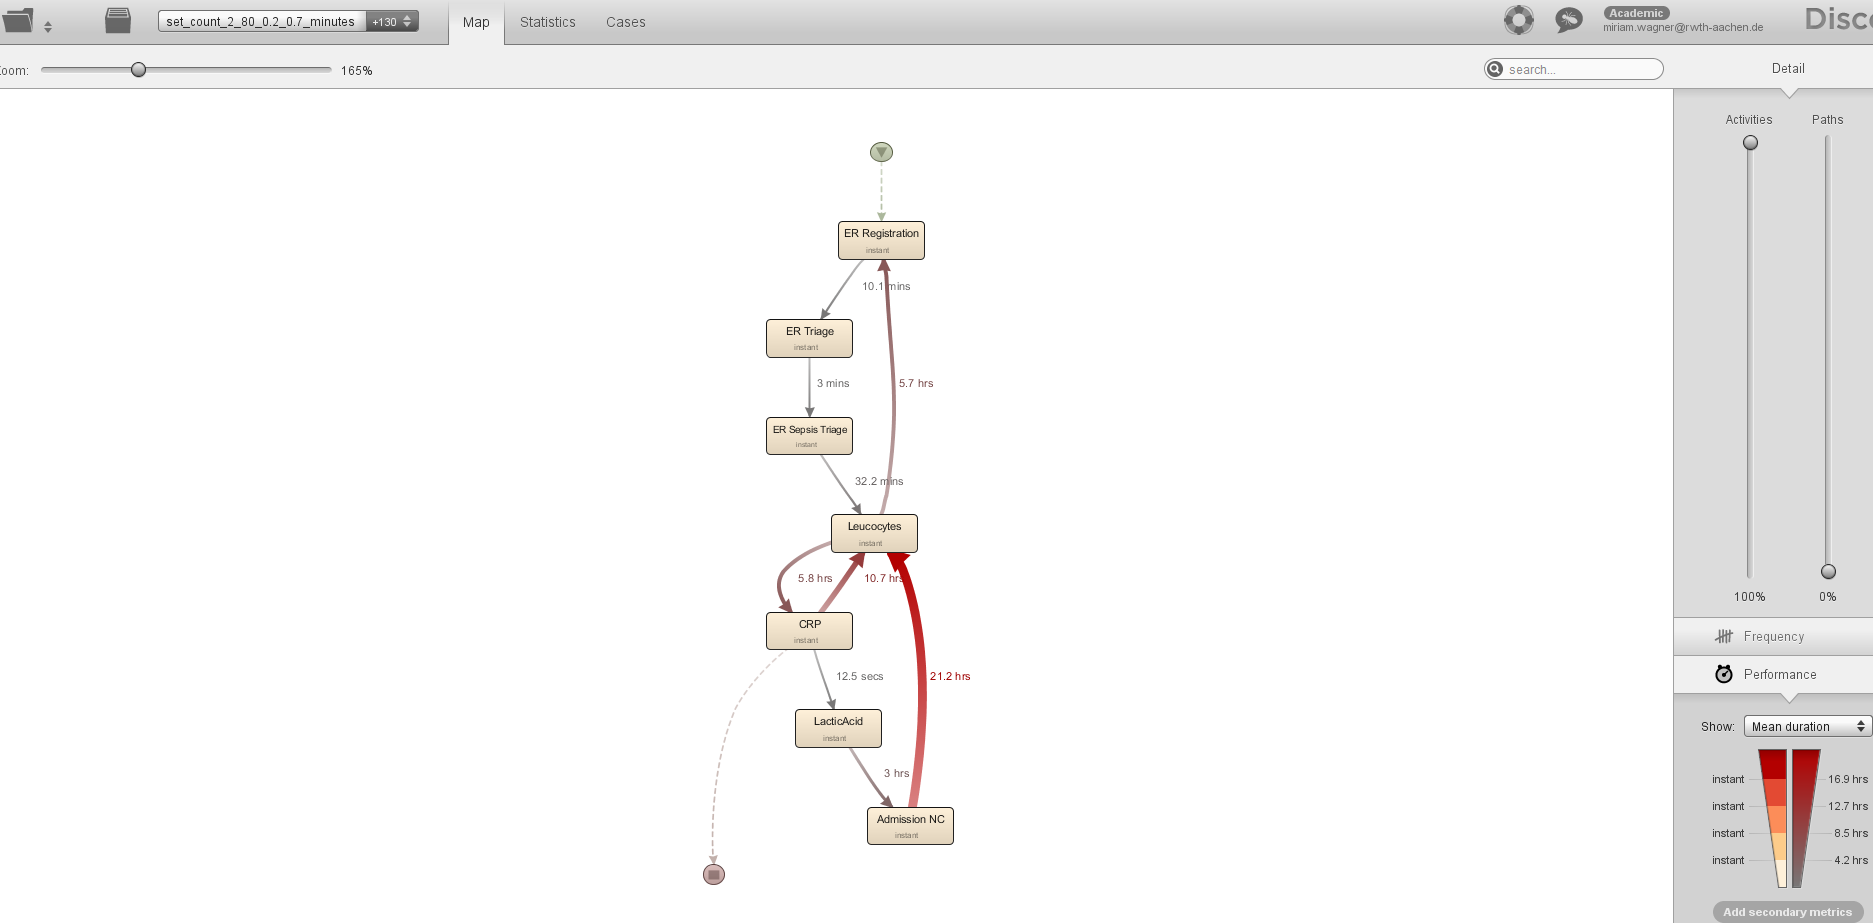 set_count_2_80_0.2_0.7_minutes +130 Map Statistics Cases Academic
miriam.wagner@rwth-aachen.de
oom: 165% search... Detail
Activities Paths
ER Registration
instant
10.1 mins
ER Triage
instant
3 mins 5.7 hrs
ER Sepsis Triage
instant
32.2 mins
Leucocytes
instant
5.8 hrs 10.7 hrs
100% 0%
CRP
instant
Frequency
12.5 secs 21.2 hrs
Performance
LacticAcid
instant
Show: Mean duration
3 hrs
instant 16.9 hrs
instant 12.7 hrs
Admission NC
instant
instant 8.5 hrs
instant 4.2 hrs
Add secondary metrics